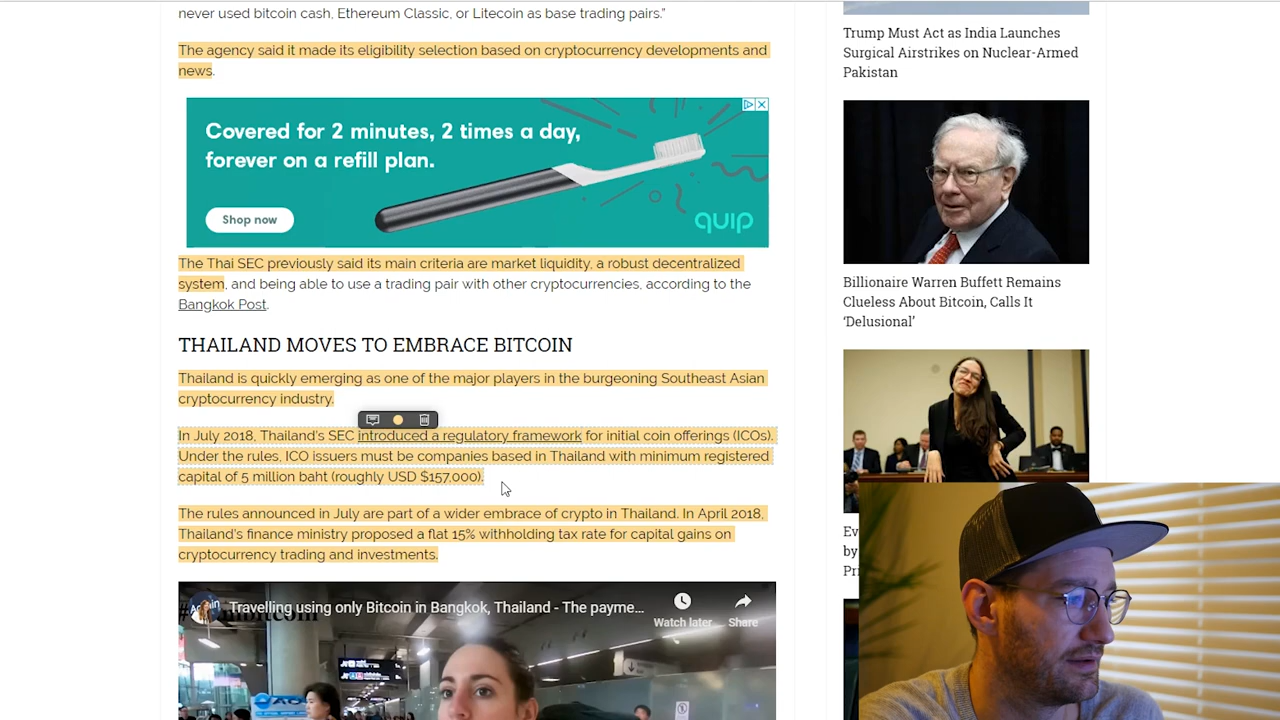 never used bitcoin cash, Ethereum Classic, or Litecoin as base trading pairs.”
The agency said it made its eligibility selection based on cryptocurrency developments and
news.
Covered for 2 minutes, 2 times a day,
forever on a refill plan.
Shop now
quip
The Thai SEC previously said its main criteria are market liquidity, a robust decentralized
system, and being able to use a trading pair with other cryptocurrencies, according to the
Bangkok Post.
THAILAND MOVES TO EMBRACE BITCOIN
Thailand is quickly emerging as one of the major players in the burgeoning Southeast Asian
cryptocurrency industry.
In July 2018, Thailand’s SEC introduced a regulatory framework for initial coin offerings (ICOs).
Under the rules, ICO issuers must be companies based in Thailand with minimum registered
capital of 5 million baht (roughly USD $157,000).
The rules announced in July are part of a wider embrace of crypto in Thailand. In April 2018,
Thailand’s finance ministry proposed a flat 15% withholding tax rate for capital gains on
cryptocurrency trading and investments.
Travelling using only Bitcoin in Bangkok, Thailand - The payme...
Watch later
Share
Trump Must Act as India Launches
Surgical Airstrikes on Nuclear-Armed
Pakistan
Billionaire Warren Buffett Remains
Clueless About Bitcoin, Calls It
‘Delusional’
Ev
by
Pri